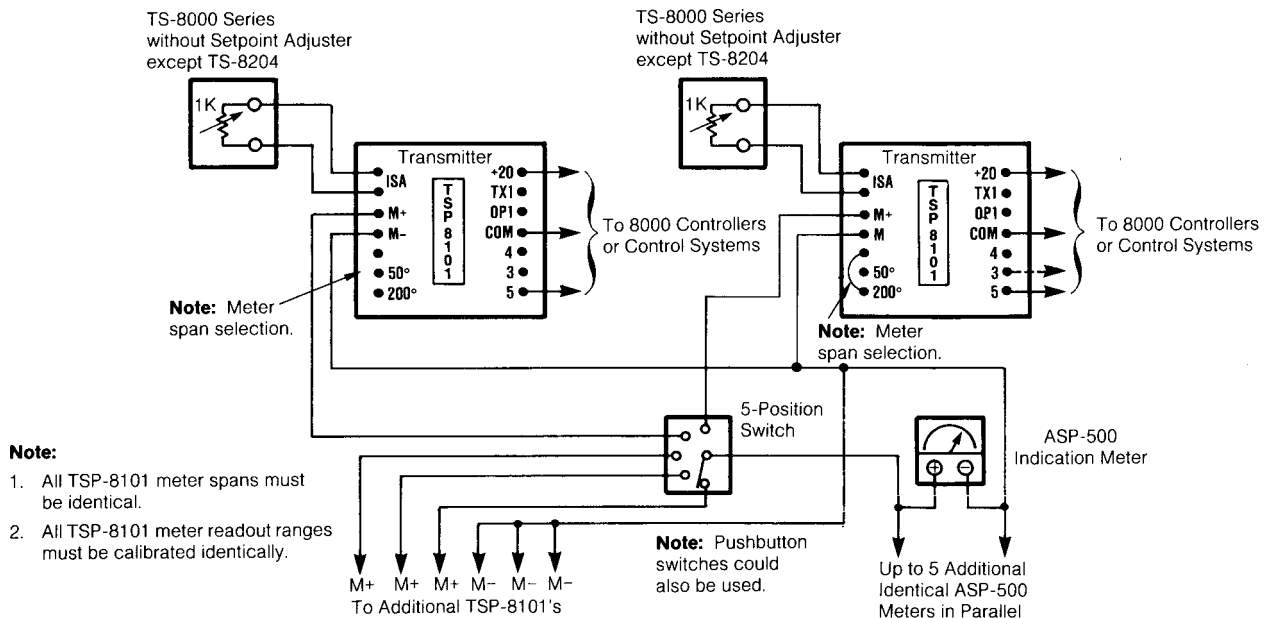 TS-8000 Series
without Setpoint Adjuster
except TS-8204
1K
Transmitter
ISA
M+
M-
50°
200°
TSP8101
+20
TX1
OP1
COM
4
3
5
To 8000 Controllers
or Control Systems
Note: Meter
span selection.
TS-8000 Series
without Setpoint Adjuster
except TS-8204
1K
Transmitter
ISA
M+
M
50°
200°
TSP8101
+20
TX1
OP1
COM
4
3
5
To 8000 Controllers
or Control Systems
Note: Meter
span selection.
5-Position
Switch
ASP-500
Indication Meter
+
−
Note:
1. All TSP-8101 meter spans must
be identical.
2. All TSP-8101 meter readout ranges
must be calibrated identically.
M+ M+ M+ M− M− M−
To Additional TSP-8101's
Note: Pushbutton
switches could
also be used.
Up to 5 Additional
Identical ASP-500
Meters in Parallel